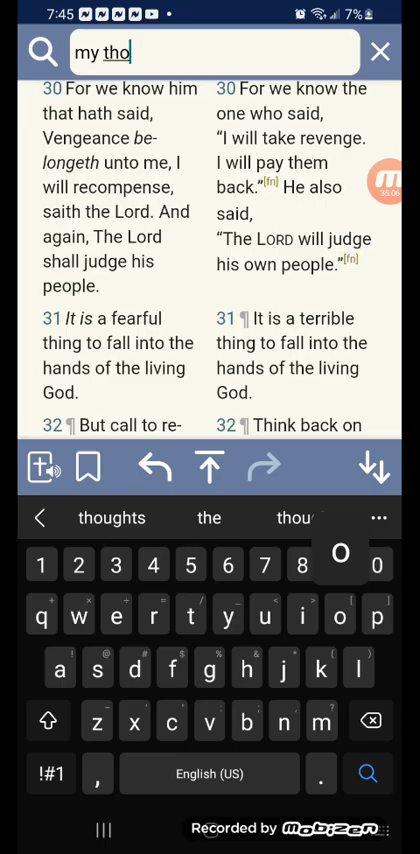 7:45 N N N N 7%
my tho
30 For we know him
that hath said,
Vengeance be-
longeth unto me, I
will recompense,
saith the Lord. And
again, The Lord
shall judge his
people.
31 It is a fearful
thing to fall into the
hands of the living
God.
32 ¶ But call to re-
30 For we know the
one who said,
“I will take revenge.
I will pay them
back.”[fn] He also
said,
“The LORD will judge
his own people.”[fn]
31 ¶ It is a terrible
thing to fall into the
hands of the living
God.
32 ¶ Think back on
35:06
thoughts the thou
1 2 3 4 5 6 7 8 o 0
q w e r t y u i o p
a s d f g h j k l
z x c v b n m
!#1 , English (US) .
Recorded by mobizen